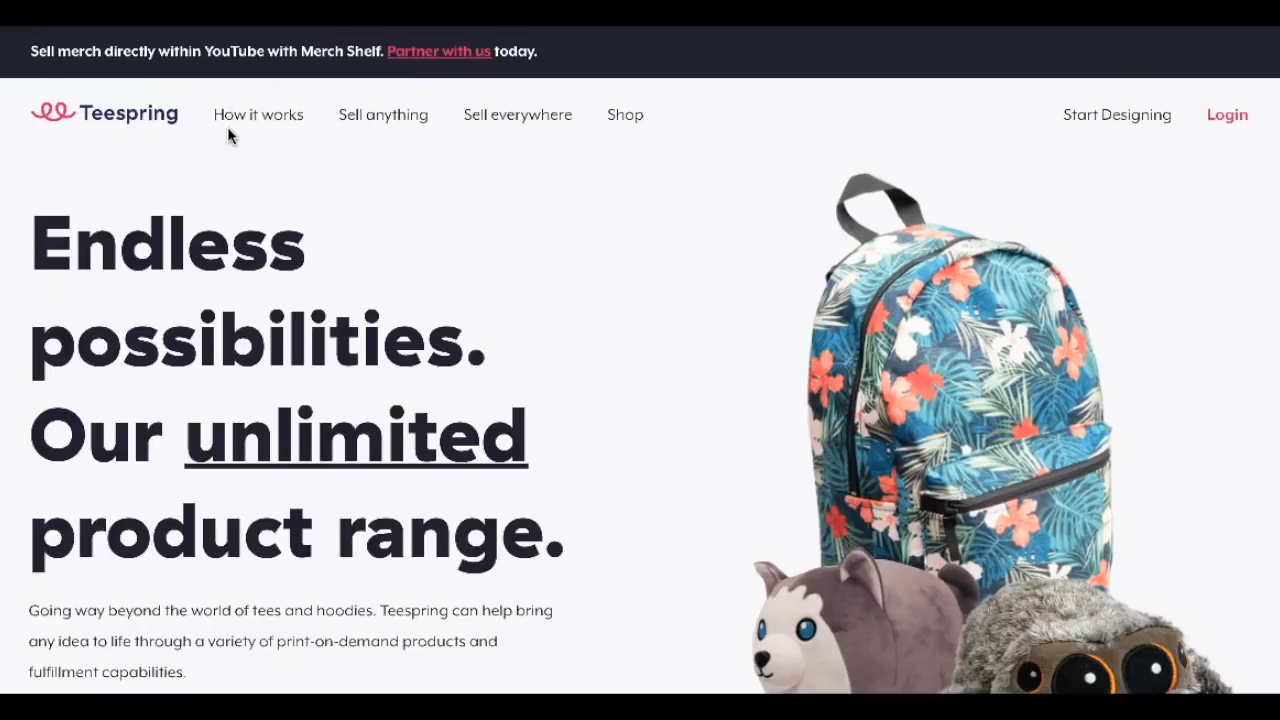 Sell merch directly within YouTube with Merch Shelf. Partner with us today.
Teespring How it works Sell anything Sell everywhere Shop Start Designing Login
Endless
possibilities.
Our unlimited
product range.
Going way beyond the world of tees and hoodies. Teespring can help bring
any idea to life through a variety of print-on-demand products and
fulfillment capabilities.